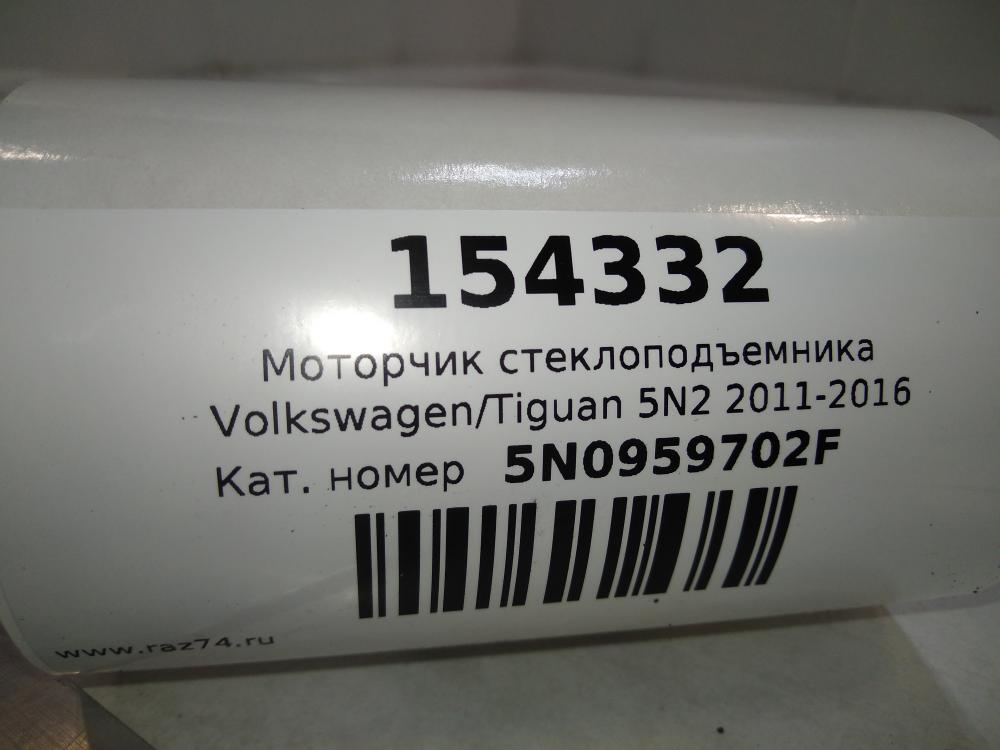 154332
Моторчик стеклоподъемника
Volkswagen/Tiguan 5N2 2011-2016
Кат. номер 5N0959702F
www.raz74.ru